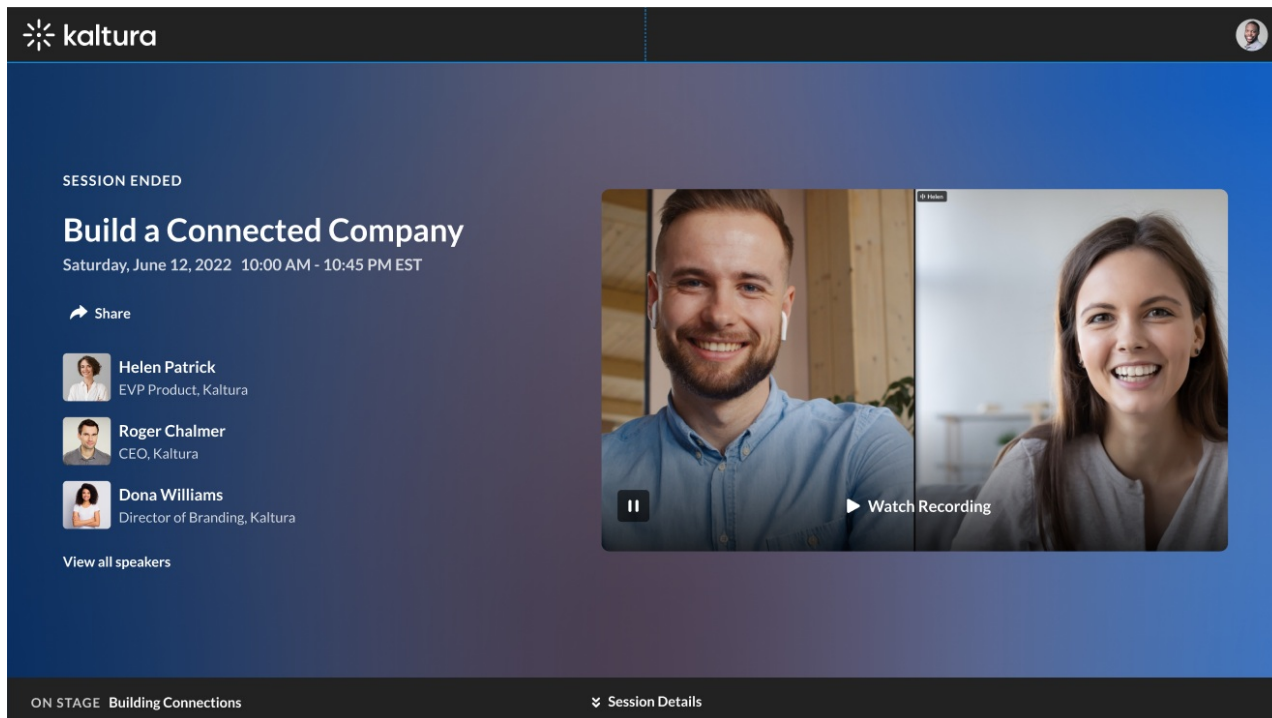 kaltura
SESSION ENDED
Build a Connected Company
Saturday, June 12, 2022 10:00 AM - 10:45 PM EST
Share
Helen Patrick
EVP Product, Kaltura
Roger Chalmer
CEO, Kaltura
Dona Williams
Director of Branding, Kaltura
View all speakers
Helen
Watch Recording
ON STAGE Building Connections
Session Details